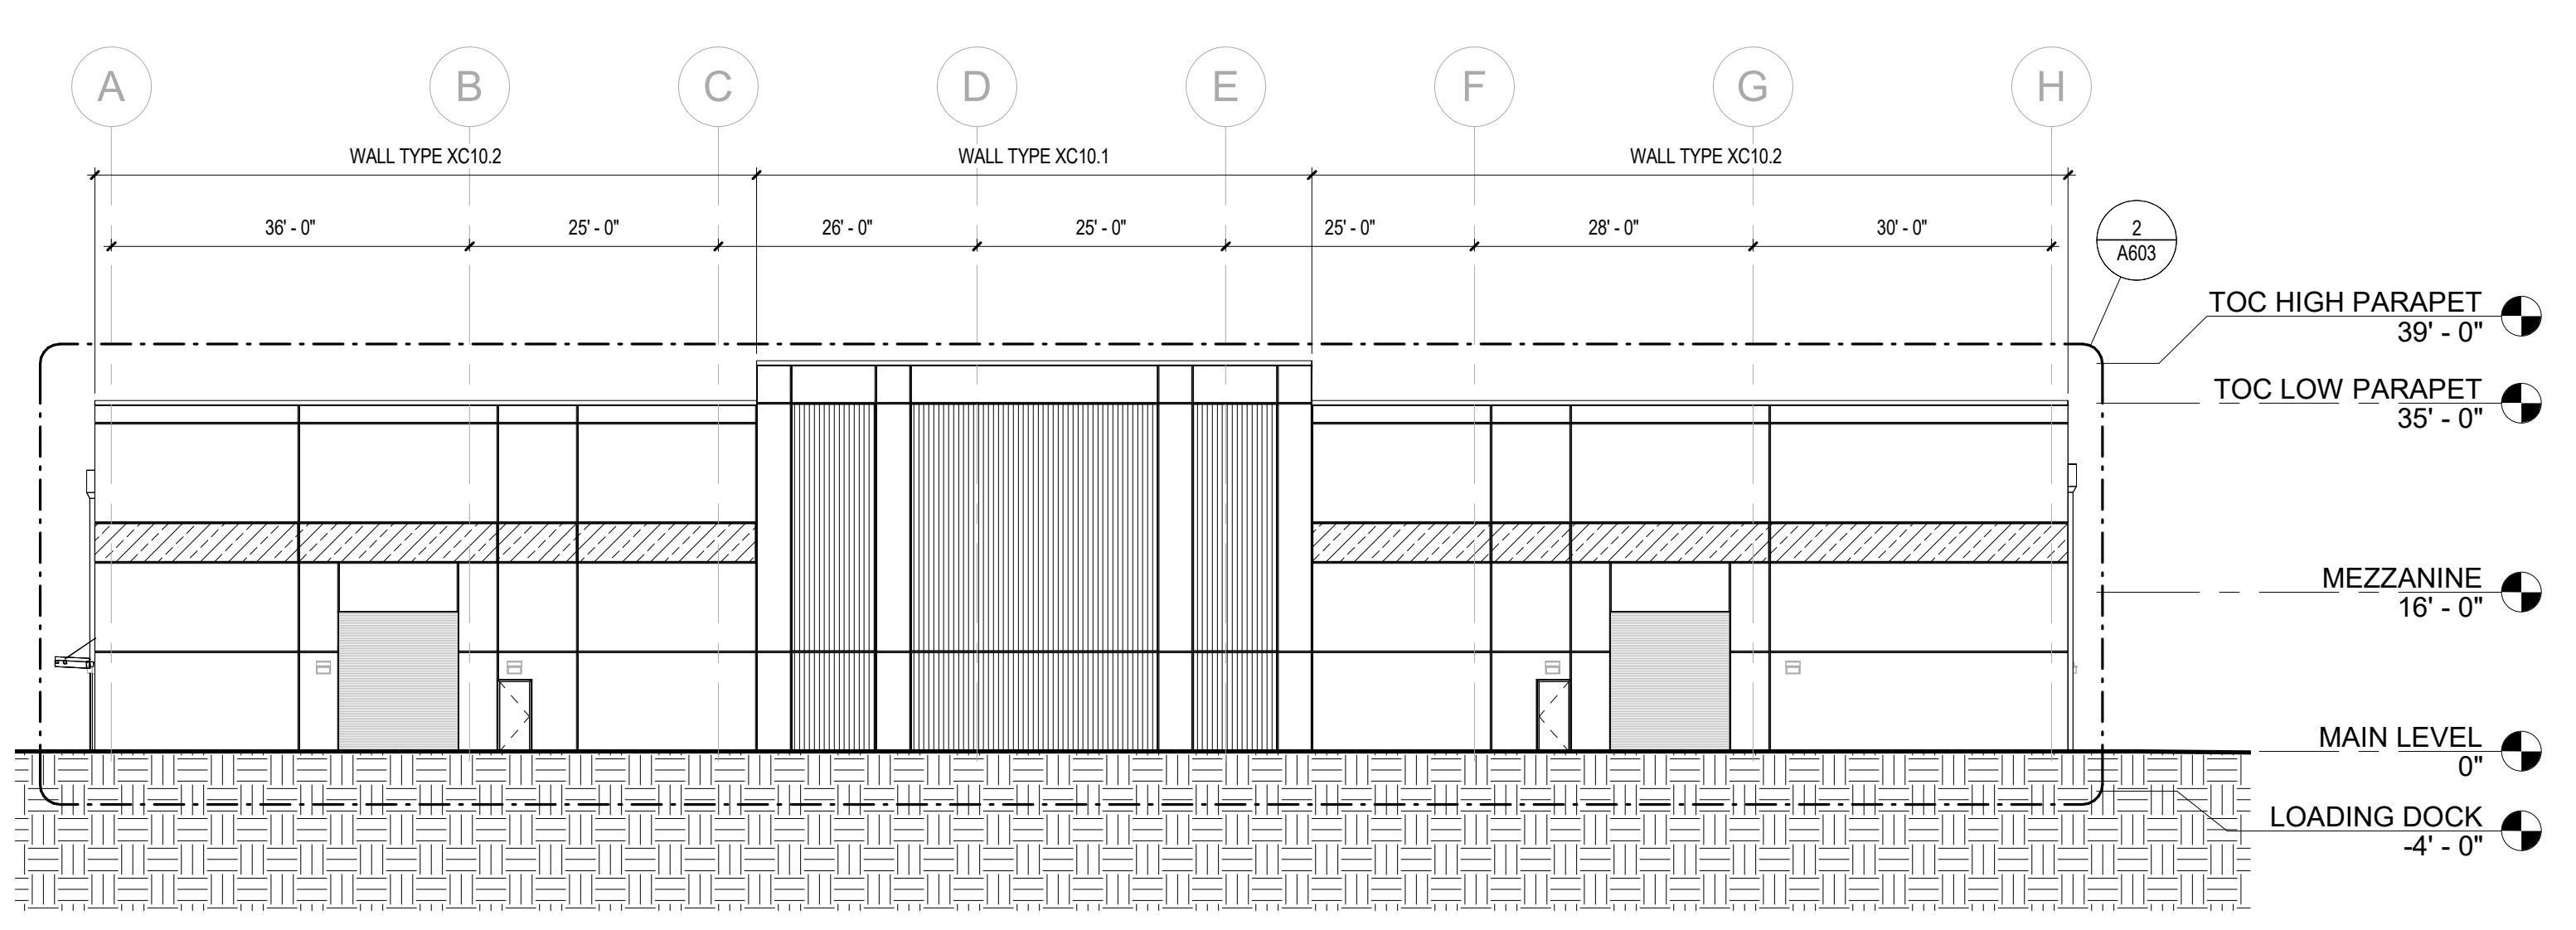 A B C D E F G H
WALL TYPE XC10.2 WALL TYPE XC10.1 WALL TYPE XC10.2
36' - 0" 25' - 0" 26' - 0" 25' - 0" 25' - 0" 28' - 0" 30' - 0"
2
A603
TOC HIGH PARAPET
39' - 0"
TOC LOW PARAPET
35' - 0"
MEZZANINE
16' - 0"
MAIN LEVEL
0"
LOADING DOCK
-4' - 0"